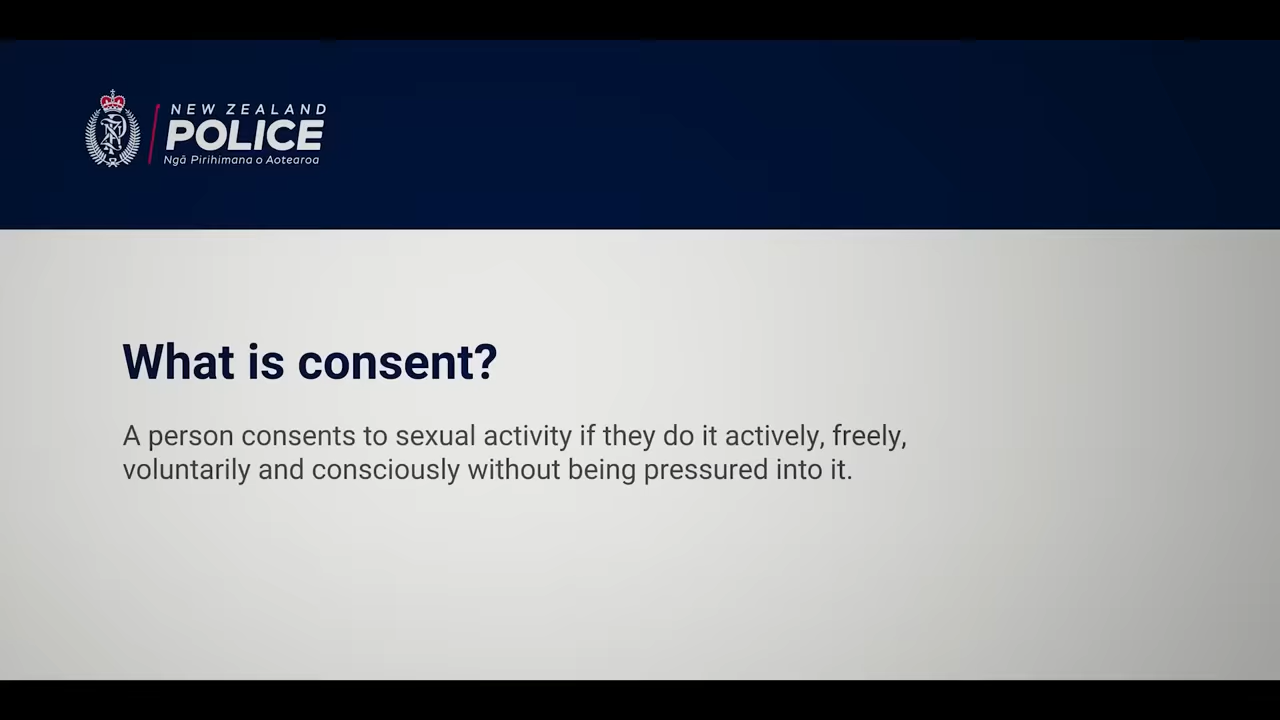 NEW ZEALAND
POLICE
Ngā Pirihimana o Aotearoa
What is consent?
A person consents to sexual activity if they do it actively, freely,
voluntarily and consciously without being pressured into it.